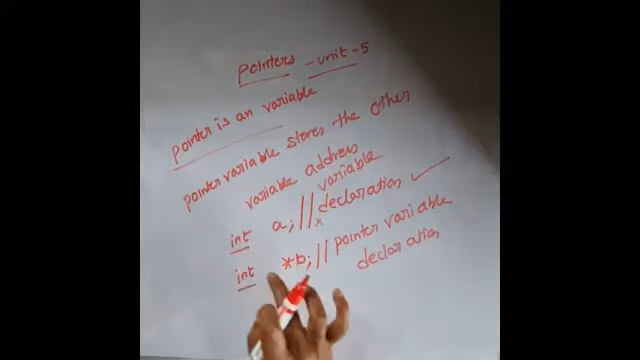 Pointers - unit - 5
pointer is an variable
pointer variable stores the other
variable address
int a; // variable declaration
int *b; // pointer variable
declaration